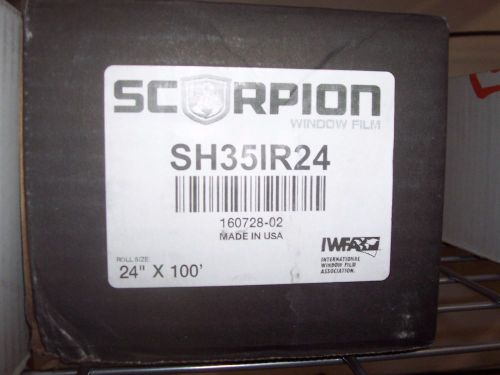 SCORPION
WINDOW FILM
SH35IR24
160728-02
MADE IN USA
ROLL SIZE:
24" X 100'
IWFA
INTERNATIONAL
WINDOW FILM
ASSOCIATION.